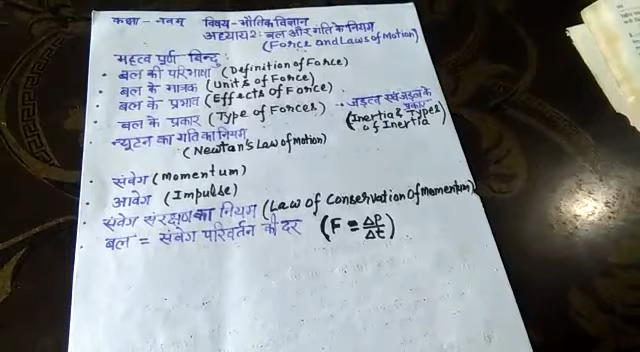 कक्षा - नवम विषय - भौतिक विज्ञान
अध्याय 2: बल और गति के नियम
(Force and Laws of Motion)
महत्व पूर्ण बिन्दु :
• बल की परिभाषा (Definition of Force)
• बल के मात्रक (Units of Force)
• बल के प्रभाव (Effects of Force)
• बल के प्रकार (Type of Forces)
• जड़त्व एवं जड़त्व के प्रकार
(Inertia & Types of Inertia)
• न्यूटन का गति का नियम
(Newtan's Law of Motion)
• संवेग (Momentum)
• आवेग (Impulse)
• संवेग संरक्षण का नियम (Law of Conservation Of Momentum)
• बल = संवेग परिवर्तन की दर (F = ΔP/Δt)